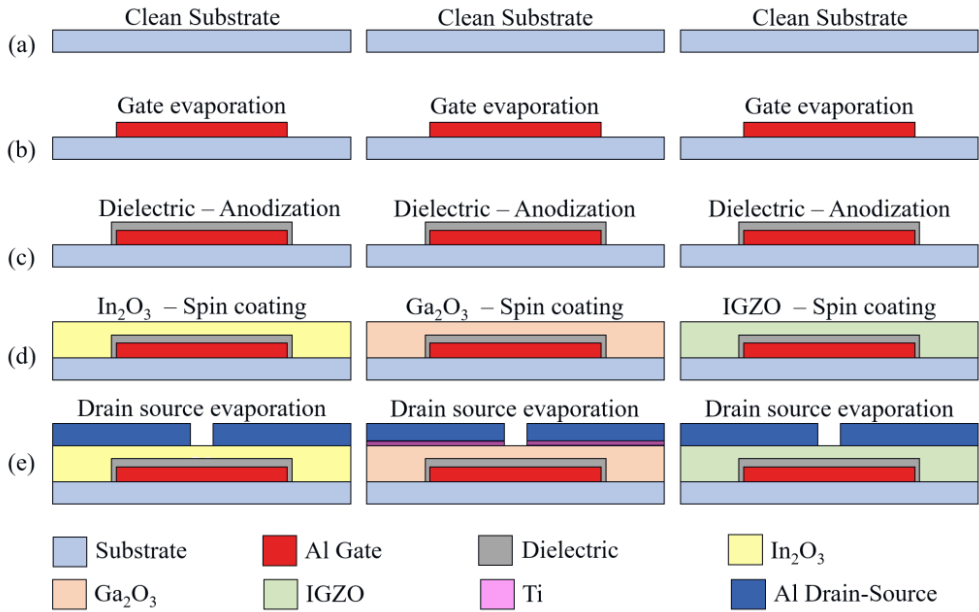 Clean Substrate Clean Substrate Clean Substrate
(a)
Gate evaporation Gate evaporation Gate evaporation
(b)
Dielectric – Anodization Dielectric – Anodization Dielectric – Anodization
(c)
In₂O₃ – Spin coating Ga₂O₃ – Spin coating IGZO – Spin coating
(d)
Drain source evaporation Drain source evaporation Drain source evaporation
(e)
Substrate Al Gate Dielectric In₂O₃
Ga₂O₃ IGZO Ti Al Drain-Source